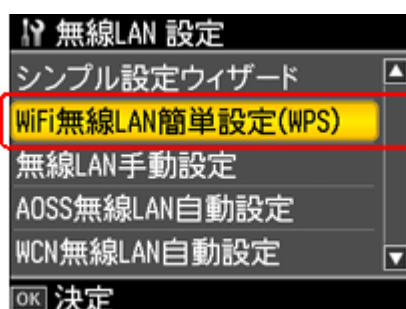 無線LAN 設定
シンプル設定ウィザード
WiFi無線LAN簡単設定(WPS)
無線LAN手動設定
AOSS無線LAN自動設定
WCN無線LAN自動設定
OK 決定